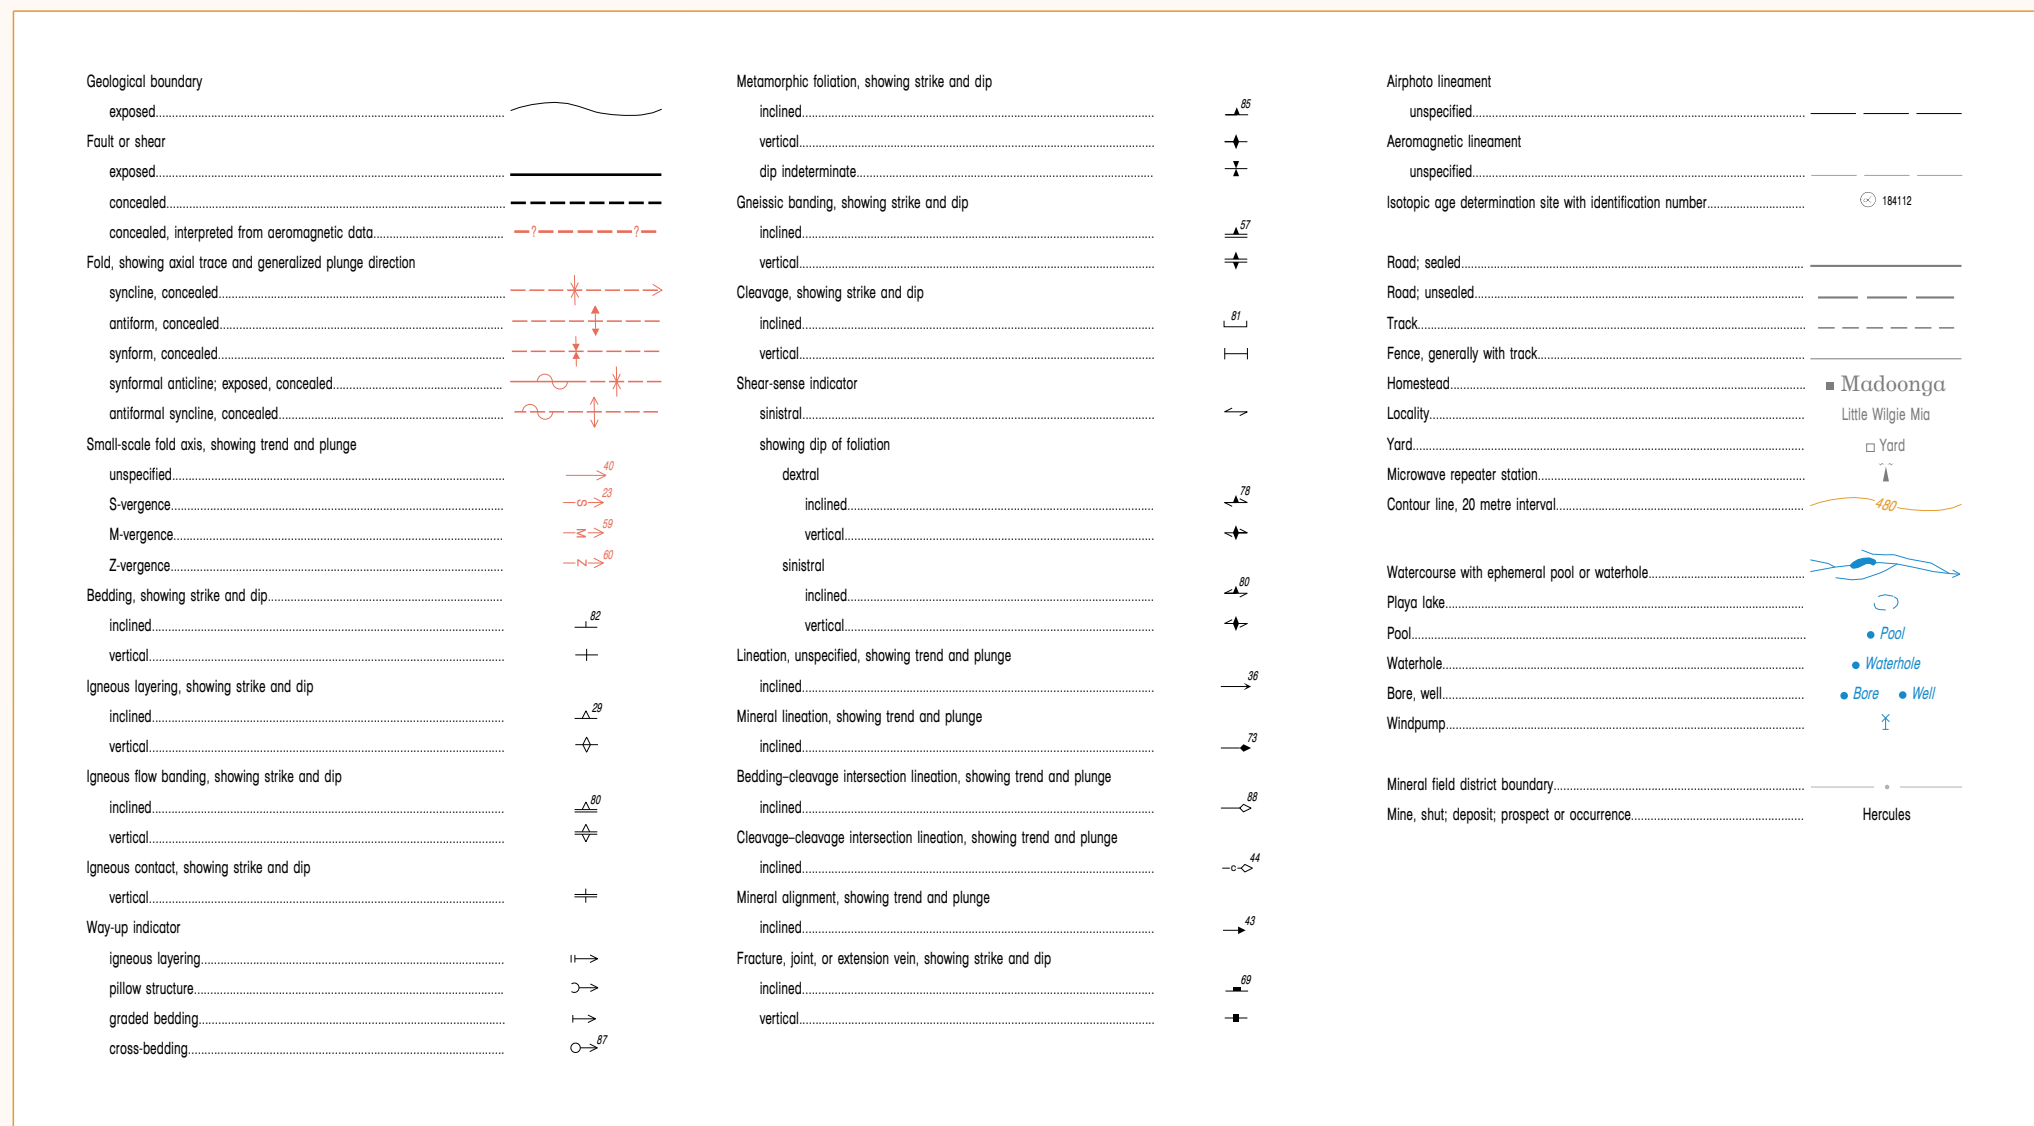 Geological boundary
exposed
Fault or shear
exposed
concealed
concealed, interpreted from aeromagnetic data
? ?
Fold, showing axial trace and generalized plunge direction
syncline, concealed
antiform, concealed
synform, concealed
synformal anticline; exposed, concealed
antiformal syncline, concealed
Small-scale fold axis, showing trend and plunge
unspecified 40
S-vergence S 23
M-vergence M 59
Z-vergence Z 60
Bedding, showing strike and dip
inclined 82
vertical
Igneous layering, showing strike and dip
inclined 29
vertical
Igneous flow banding, showing strike and dip
inclined 80
vertical
Igneous contact, showing strike and dip
vertical
Way-up indicator
igneous layering
pillow structure
graded bedding
cross-bedding 87
Metamorphic foliation, showing strike and dip
inclined 85
vertical
dip indeterminate
Gneissic banding, showing strike and dip
inclined 57
vertical
Cleavage, showing strike and dip
inclined 81
vertical
Shear-sense indicator
sinistral
showing dip of foliation
dextral
inclined 78
vertical
sinistral
inclined 80
vertical
Lineation, unspecified, showing trend and plunge
inclined 36
Mineral lineation, showing trend and plunge
inclined 73
Bedding–cleavage intersection lineation, showing trend and plunge
inclined 88
Cleavage–cleavage intersection lineation, showing trend and plunge
inclined c 44
Mineral alignment, showing trend and plunge
inclined 43
Fracture, joint, or extension vein, showing strike and dip
inclined 69
vertical
Airphoto lineament
unspecified
Aeromagnetic lineament
unspecified
Isotopic age determination site with identification number 184112
Road; sealed
Road; unsealed
Track
Fence, generally with track
Homestead Madoonga
Locality Little Wilgie Mia
Yard Yard
Microwave repeater station
Contour line, 20 metre interval 480
Watercourse with ephemeral pool or waterhole
Playa lake
Pool Pool
Waterhole Waterhole
Bore, well Bore Well
Windpump
Mineral field district boundary
Mine, shut; deposit; prospect or occurrence Hercules